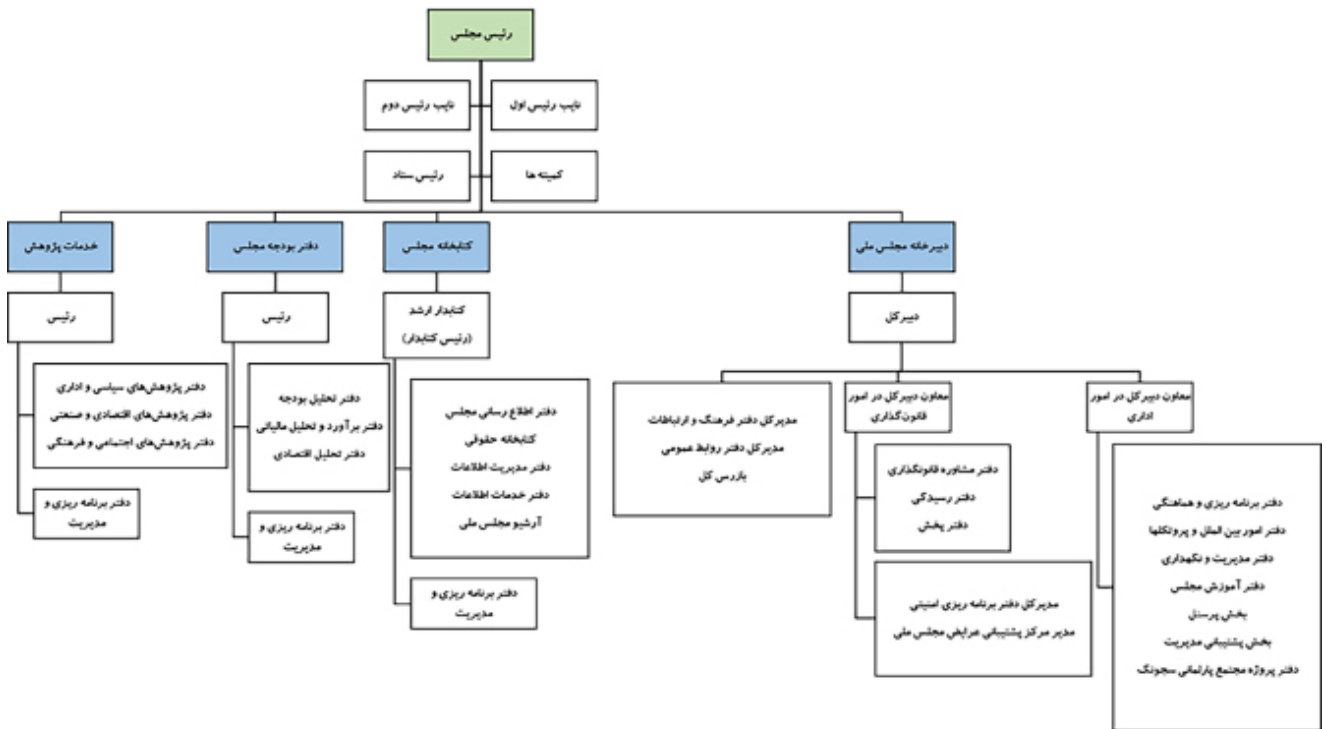 رئیس مجلس
نایب رئیس اول
نایب رئیس دوم
کمیته ها
رئیس ستاد
دبیرخانه مجلس ملی
کتابخانه مجلس
دفتر بودجه مجلس
خدمات پژوهش
دبیرکل
کتابدار ارشد
(رئیس کتابدار)
رئیس
رئیس
معاون دبیرکل در امور
اداری
معاون دبیرکل در امور
قانون‌گذاری
مدیرکل دفتر فرهنگ و ارتباطات
مدیرکل دفتر روابط عمومی
بازرس کل
دفتر برنامه ریزی و هماهنگی
دفتر امور بین الملل و پروتکلها
دفتر مدیریت و نگهداری
دفتر آموزش مجلس
بخش پرسنل
بخش پشتیبانی مدیریت
دفتر پروژه مجتمع پارلمانی سجونگ
دفتر مشاوره قانونگذاری
دفتر رسیدگی
دفتر پخش
مدیرکل دفتر برنامه ریزی امنیتی
مدیر مرکز پشتیبانی عرایض مجلس ملی
دفتر اطلاع رسانی مجلس
کتابخانه حقوقی
دفتر مدیریت اطلاعات
دفتر خدمات اطلاعات
آرشیو مجلس ملی
دفتر برنامه ریزی و
مدیریت
دفتر تحلیل بودجه
دفتر برآورد و تحلیل مالیاتی
دفتر تحلیل اقتصادی
دفتر برنامه ریزی و
مدیریت
دفتر پژوهش‌های سیاسی و اداری
دفتر پژوهش‌های اقتصادی و صنعتی
دفتر پژوهش‌های اجتماعی و فرهنگی
دفتر برنامه ریزی و
مدیریت